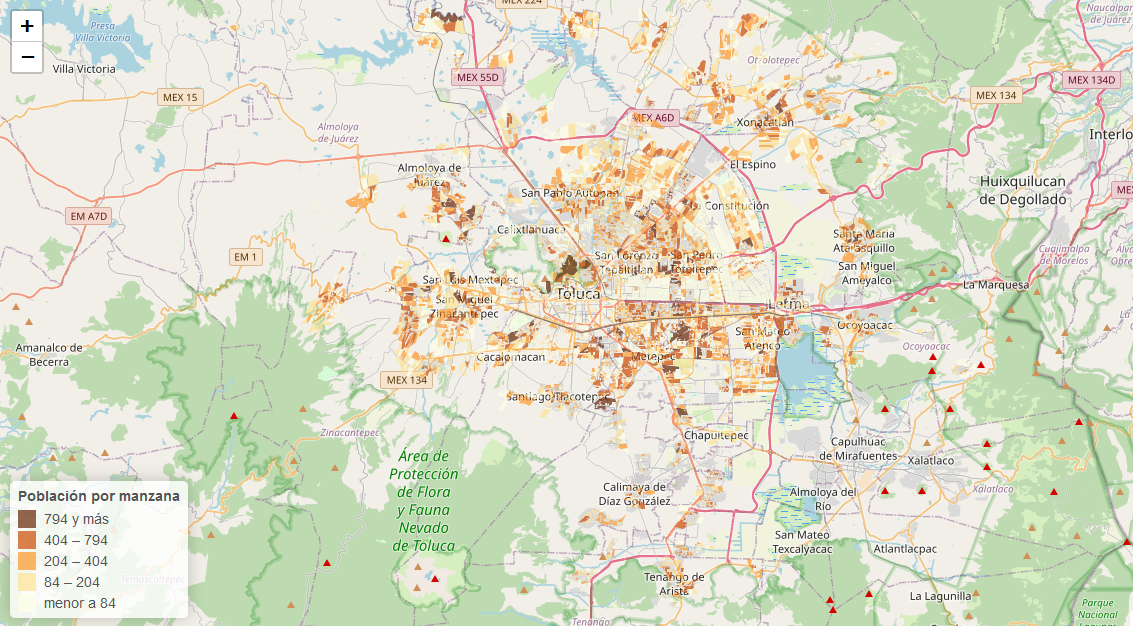 MEX 224
Naucalpan
de Juárez
+
−
Presa
Villa Victoria
Villa Victoria
MEX 55D
Otzolotepec
MEX 134D
MEX 15
MEX 134
MEX A6D
Almoloya
de Juárez
Xonacatlán
Interlo
El Espino
Almoloya de
Juárez
Huixquilucan
de Degollado
MEX
San Pablo Autopan
La Constitución
EM A7D
Calixtlahuaca
Santa María
Atarasquillo
Cuajimalpa
de Morelos
EM 1
San Lorenzo
Tepaltitlán
San Pedro
Totoltepec
San Miguel
Ameyalco
San Luis Mextepec
La Marquesa
Toluca
San Miguel
Zinacantepec
Lerma
Ocoyoacac
San Mateo
Atenco
Amanalco de
Becerra
Ocoyoacac
Cacalomacán
Metepec
MEX 134
Santiago Tlacotepec
Zinacantepec
Chapultepec
Capulhuac
de Mirafuentes
Xalatlaco
Área de
Protección
de Flora
y Fauna
Nevado
de Toluca
Calimaya de
Díaz González
Almoloya del
Río
Xalatlaco
San Mateo
Texcalyacac
Atlantlacpac
Población por manzana
794 y más
404 – 794
204 – 404
84 – 204
menor a 84
Temascaltepec
Tenango de
Arista
La Lagunilla
Parque
Nacional
Tenango